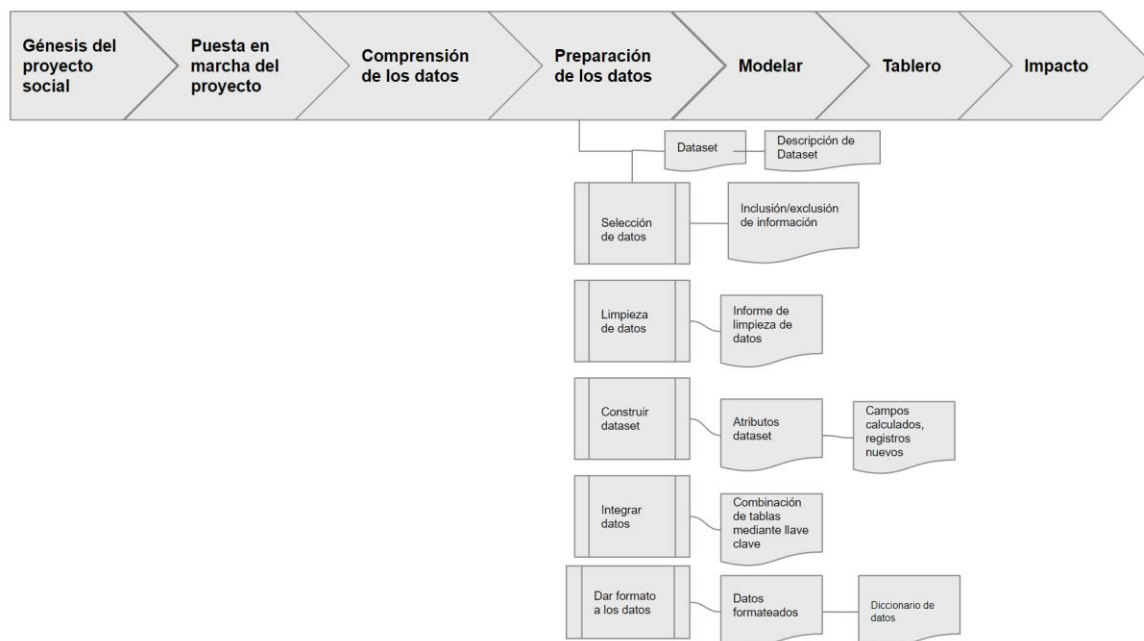 Génesis del
proyecto
social
Puesta en
marcha del
proyecto
Comprensión
de los datos
Preparación
de los datos
Modelar
Tablero
Impacto
Dataset
Descripción de
Dataset
Selección
de datos
Inclusión/exclusión
de información
Limpieza
de datos
Informe de
limpieza de
datos
Construir
dataset
Atributos
dataset
Campos
calculados,
registros
nuevos
Integrar
datos
Combinación
de tablas
mediante llave
clave
Dar formato
a los datos
Datos
formateados
Diccionario de
datos